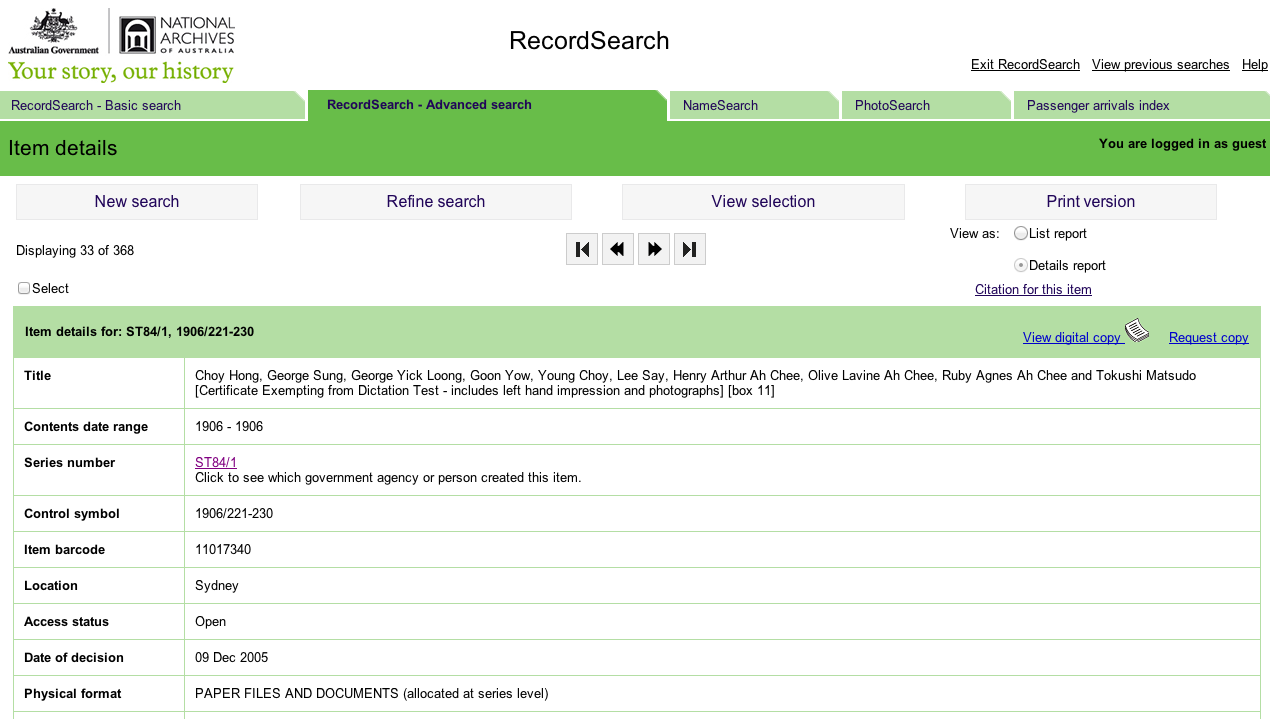 Australian Government
NATIONAL
ARCHIVES
OF AUSTRALIA
Your story, our history
RecordSearch
Exit RecordSearch View previous searches Help
RecordSearch - Basic search RecordSearch - Advanced search NameSearch PhotoSearch Passenger arrivals index
Item details You are logged in as guest
New search Refine search View selection Print version
Displaying 33 of 368 View as: List report
Details report
Select Citation for this item
Item details for: ST84/1, 1906/221-230 View digital copy Request copy
Title Choy Hong, George Sung, George Yick Loong, Goon Yow, Young Choy, Lee Say, Henry Arthur Ah Chee, Olive Lavine Ah Chee, Ruby Agnes Ah Chee and Tokushi Matsudo
[Certificate Exempting from Dictation Test - includes left hand impression and photographs] [box 11]
Contents date range 1906 - 1906
Series number ST84/1
Click to see which government agency or person created this item.
Control symbol 1906/221-230
Item barcode 11017340
Location Sydney
Access status Open
Date of decision 09 Dec 2005
Physical format PAPER FILES AND DOCUMENTS (allocated at series level)